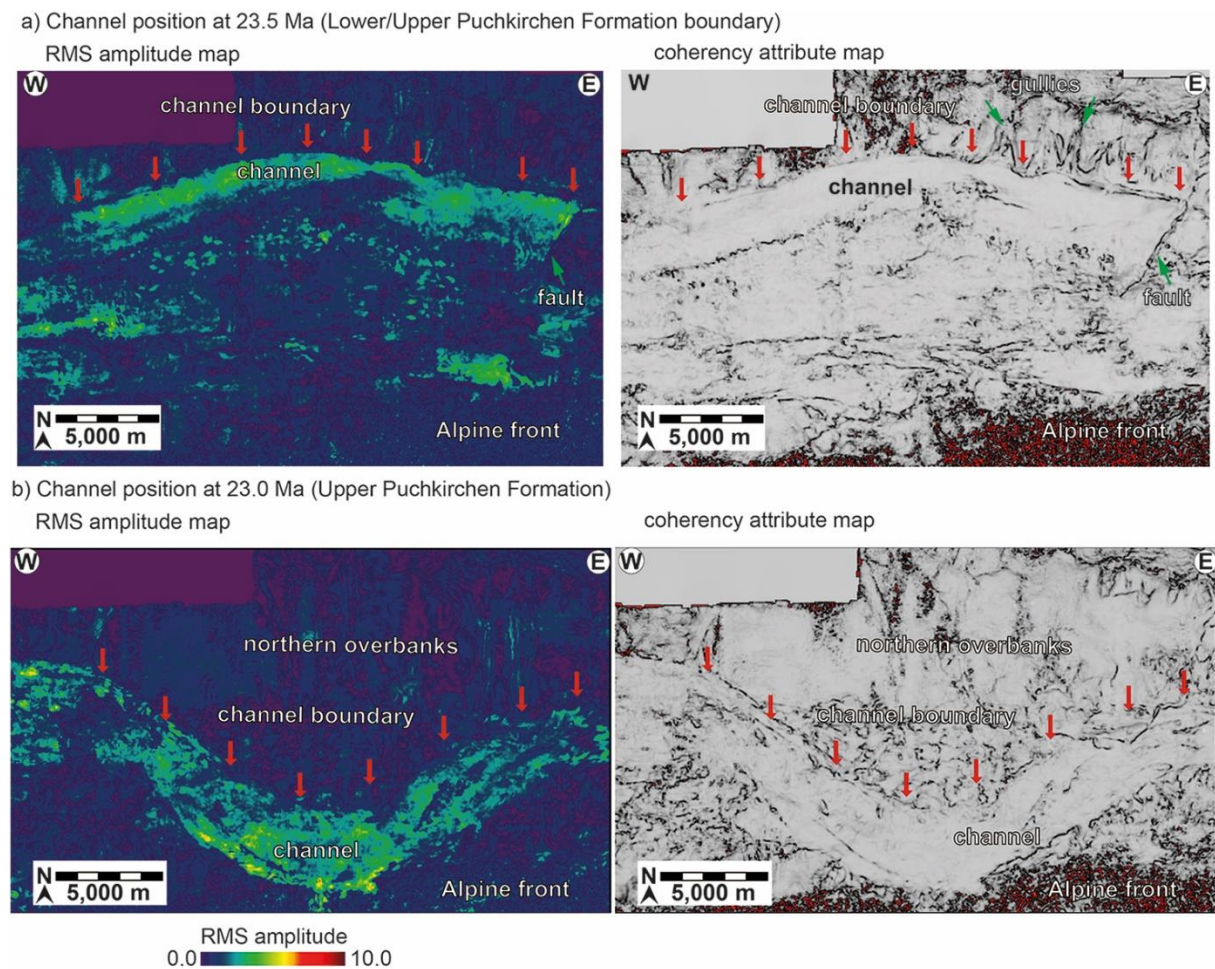 a) Channel position at 23.5 Ma (Lower/Upper Puchkirchen Formation boundary)
RMS amplitude map
coherency attribute map
W
E
channel boundary
channel
fault
N
5,000 m
Alpine front
W
E
gullies
channel boundary
channel
fault
N
5,000 m
Alpine front
b) Channel position at 23.0 Ma (Upper Puchkirchen Formation)
RMS amplitude map
coherency attribute map
W
E
northern overbanks
channel boundary
channel
N
5,000 m
Alpine front
W
E
northern overbanks
channel boundary
channel
N
5,000 m
Alpine front
RMS amplitude
0.0
10.0